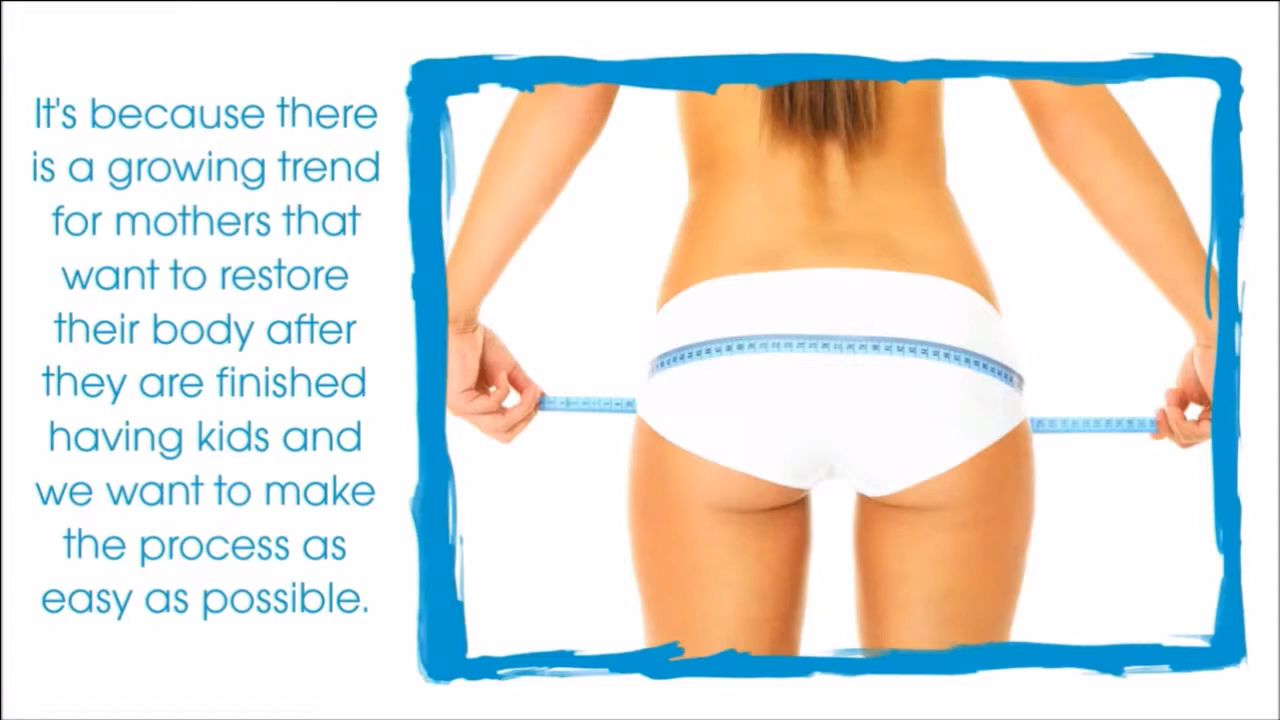 It's because there
is a growing trend
for mothers that
want to restore
their body after
they are finished
having kids and
we want to make
the process as
easy as possible.